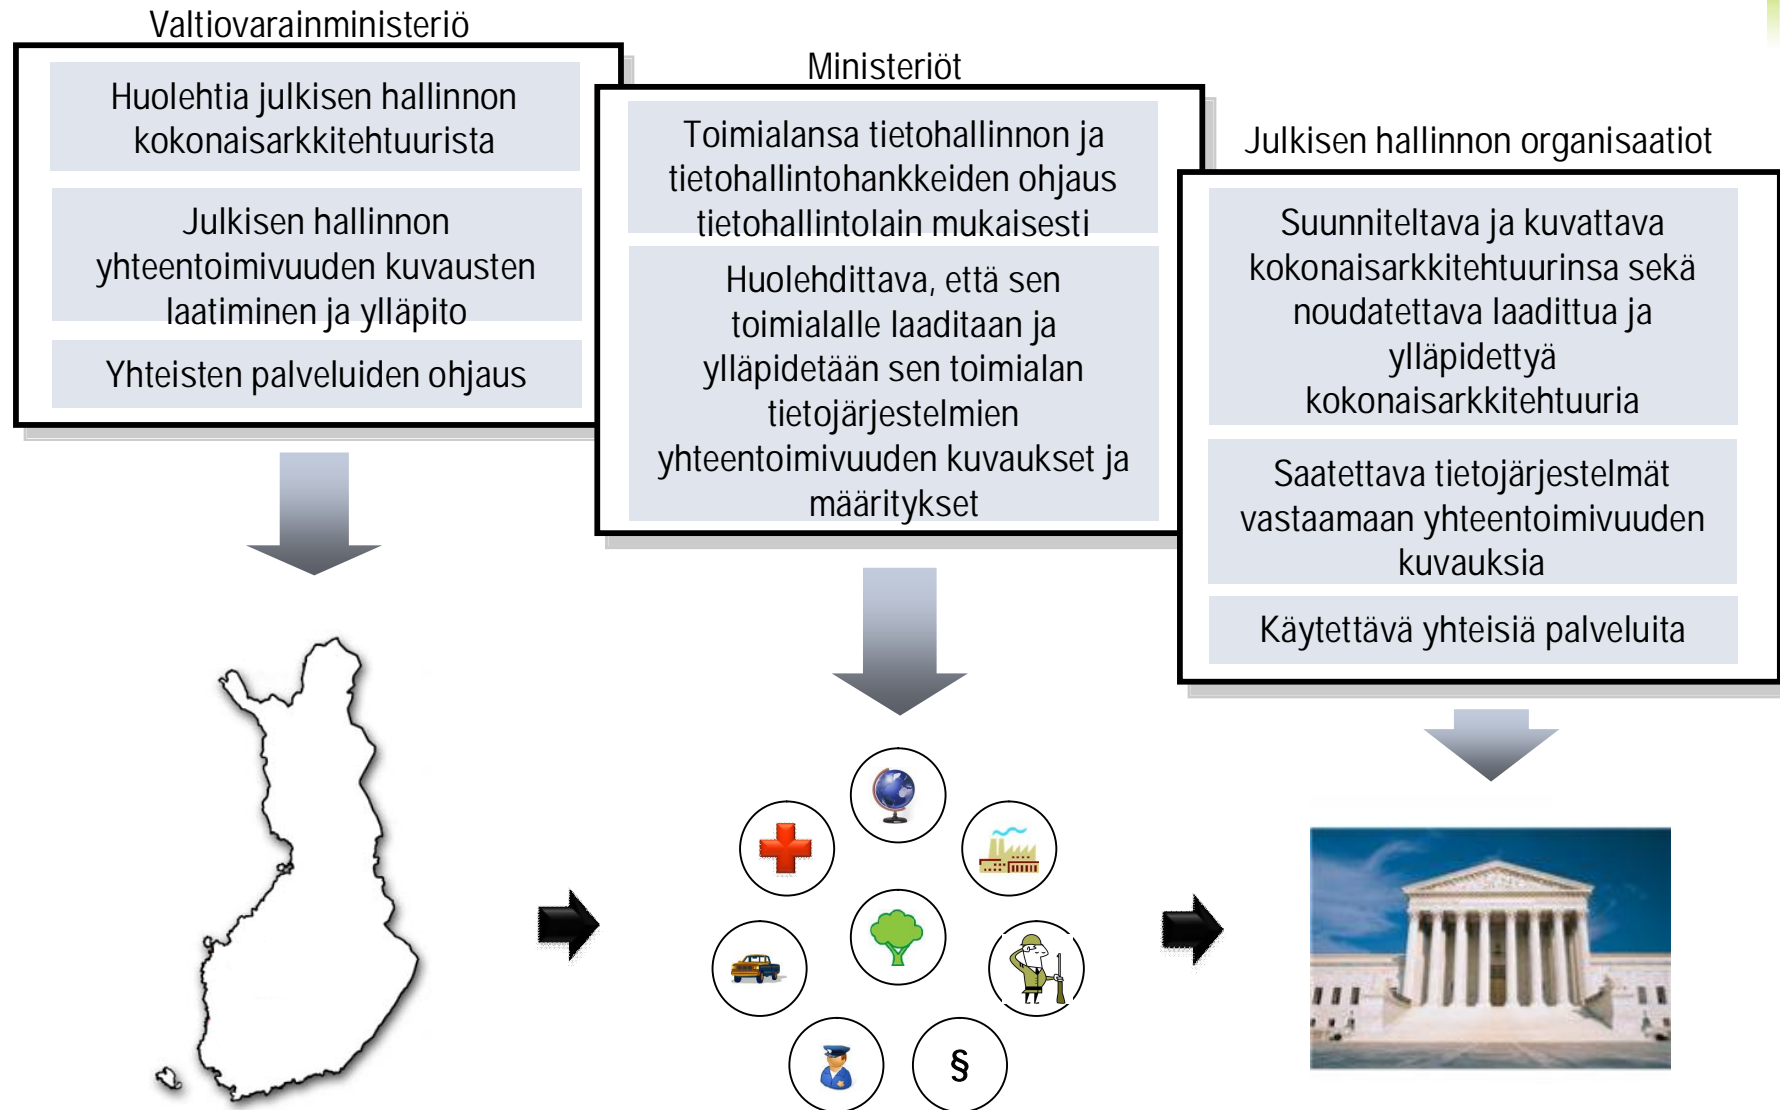 Valtiovarainministeriö
Huolehtia julkisen hallinnon
kokonaisarkkitehtuurista
Julkisen hallinnon
yhteentoimivuuden kuvausten
laatiminen ja ylläpito
Yhteisten palveluiden ohjaus
Ministeriöt
Toimialansa tietohallinnon ja
tietohallintohankkeiden ohjaus
tietohallintolain mukaisesti
Huolehdittava, että sen
toimialalle laaditaan ja
ylläpidetään sen toimialan
tietojärjestelmien
yhteentoimivuuden kuvaukset ja
määritykset
Julkisen hallinnon organisaatiot
Suunniteltava ja kuvattava
kokonaisarkkitehtuurinsa sekä
noudatettava laadittua ja
ylläpidettyä
kokonaisarkkitehtuuria
Saatettava tietojärjestelmät
vastaamaan yhteentoimivuuden
kuvauksia
Käytettävä yhteisiä palveluita
§